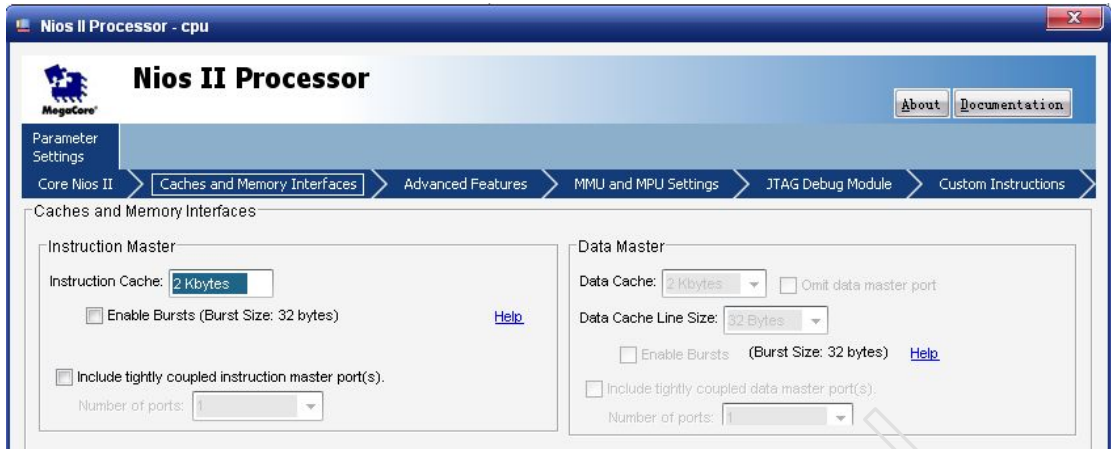 Nios II Processor - cpu
MegaCore®
Nios II Processor
About
Documentation
Parameter
Settings
Core Nios II
Caches and Memory Interfaces
Advanced Features
MMU and MPU Settings
JTAG Debug Module
Custom Instructions
Caches and Memory Interfaces
Instruction Master
Instruction Cache: 2 Kbytes
Enable Bursts (Burst Size: 32 bytes) Help
Include tightly coupled instruction master port(s).
Number of ports: 1
Data Master
Data Cache: 2 Kbytes Omit data master port
Data Cache Line Size: 32 Bytes
Enable Bursts (Burst Size: 32 bytes) Help
Include tightly coupled data master port(s).
Number of ports: 1